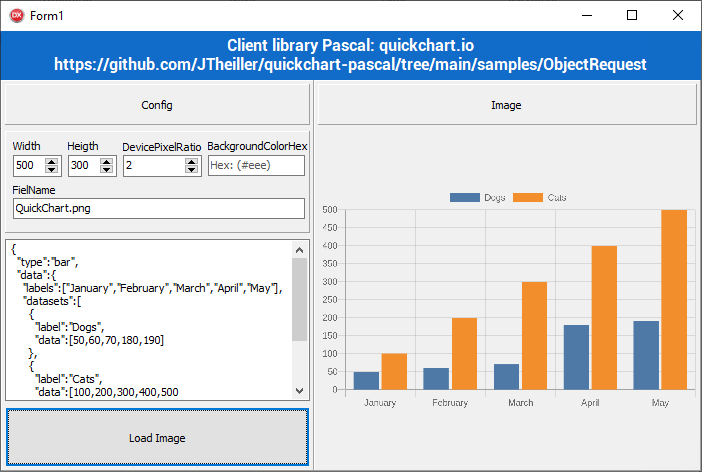 DX Form1
Client library Pascal: quickchart.io
https://github.com/JTheiller/quickchart-pascal/tree/main/samples/ObjectRequest
Config
Image
Width Heigth DevicePixelRatio BackgroundColorHex
500 300 2 Hex: (#eee)
FielName
QuickChart.png
{
"type":"bar",
"data":{
"labels":["January","February","March","April","May"],
"datasets":[
{
"label":"Dogs",
"data":[50,60,70,180,190]
},
{
"label":"Cats",
"data":[100,200,300,400,500
Load Image
Dogs Cats
500
450
400
350
300
250
200
150
100
50
0
January February March April May